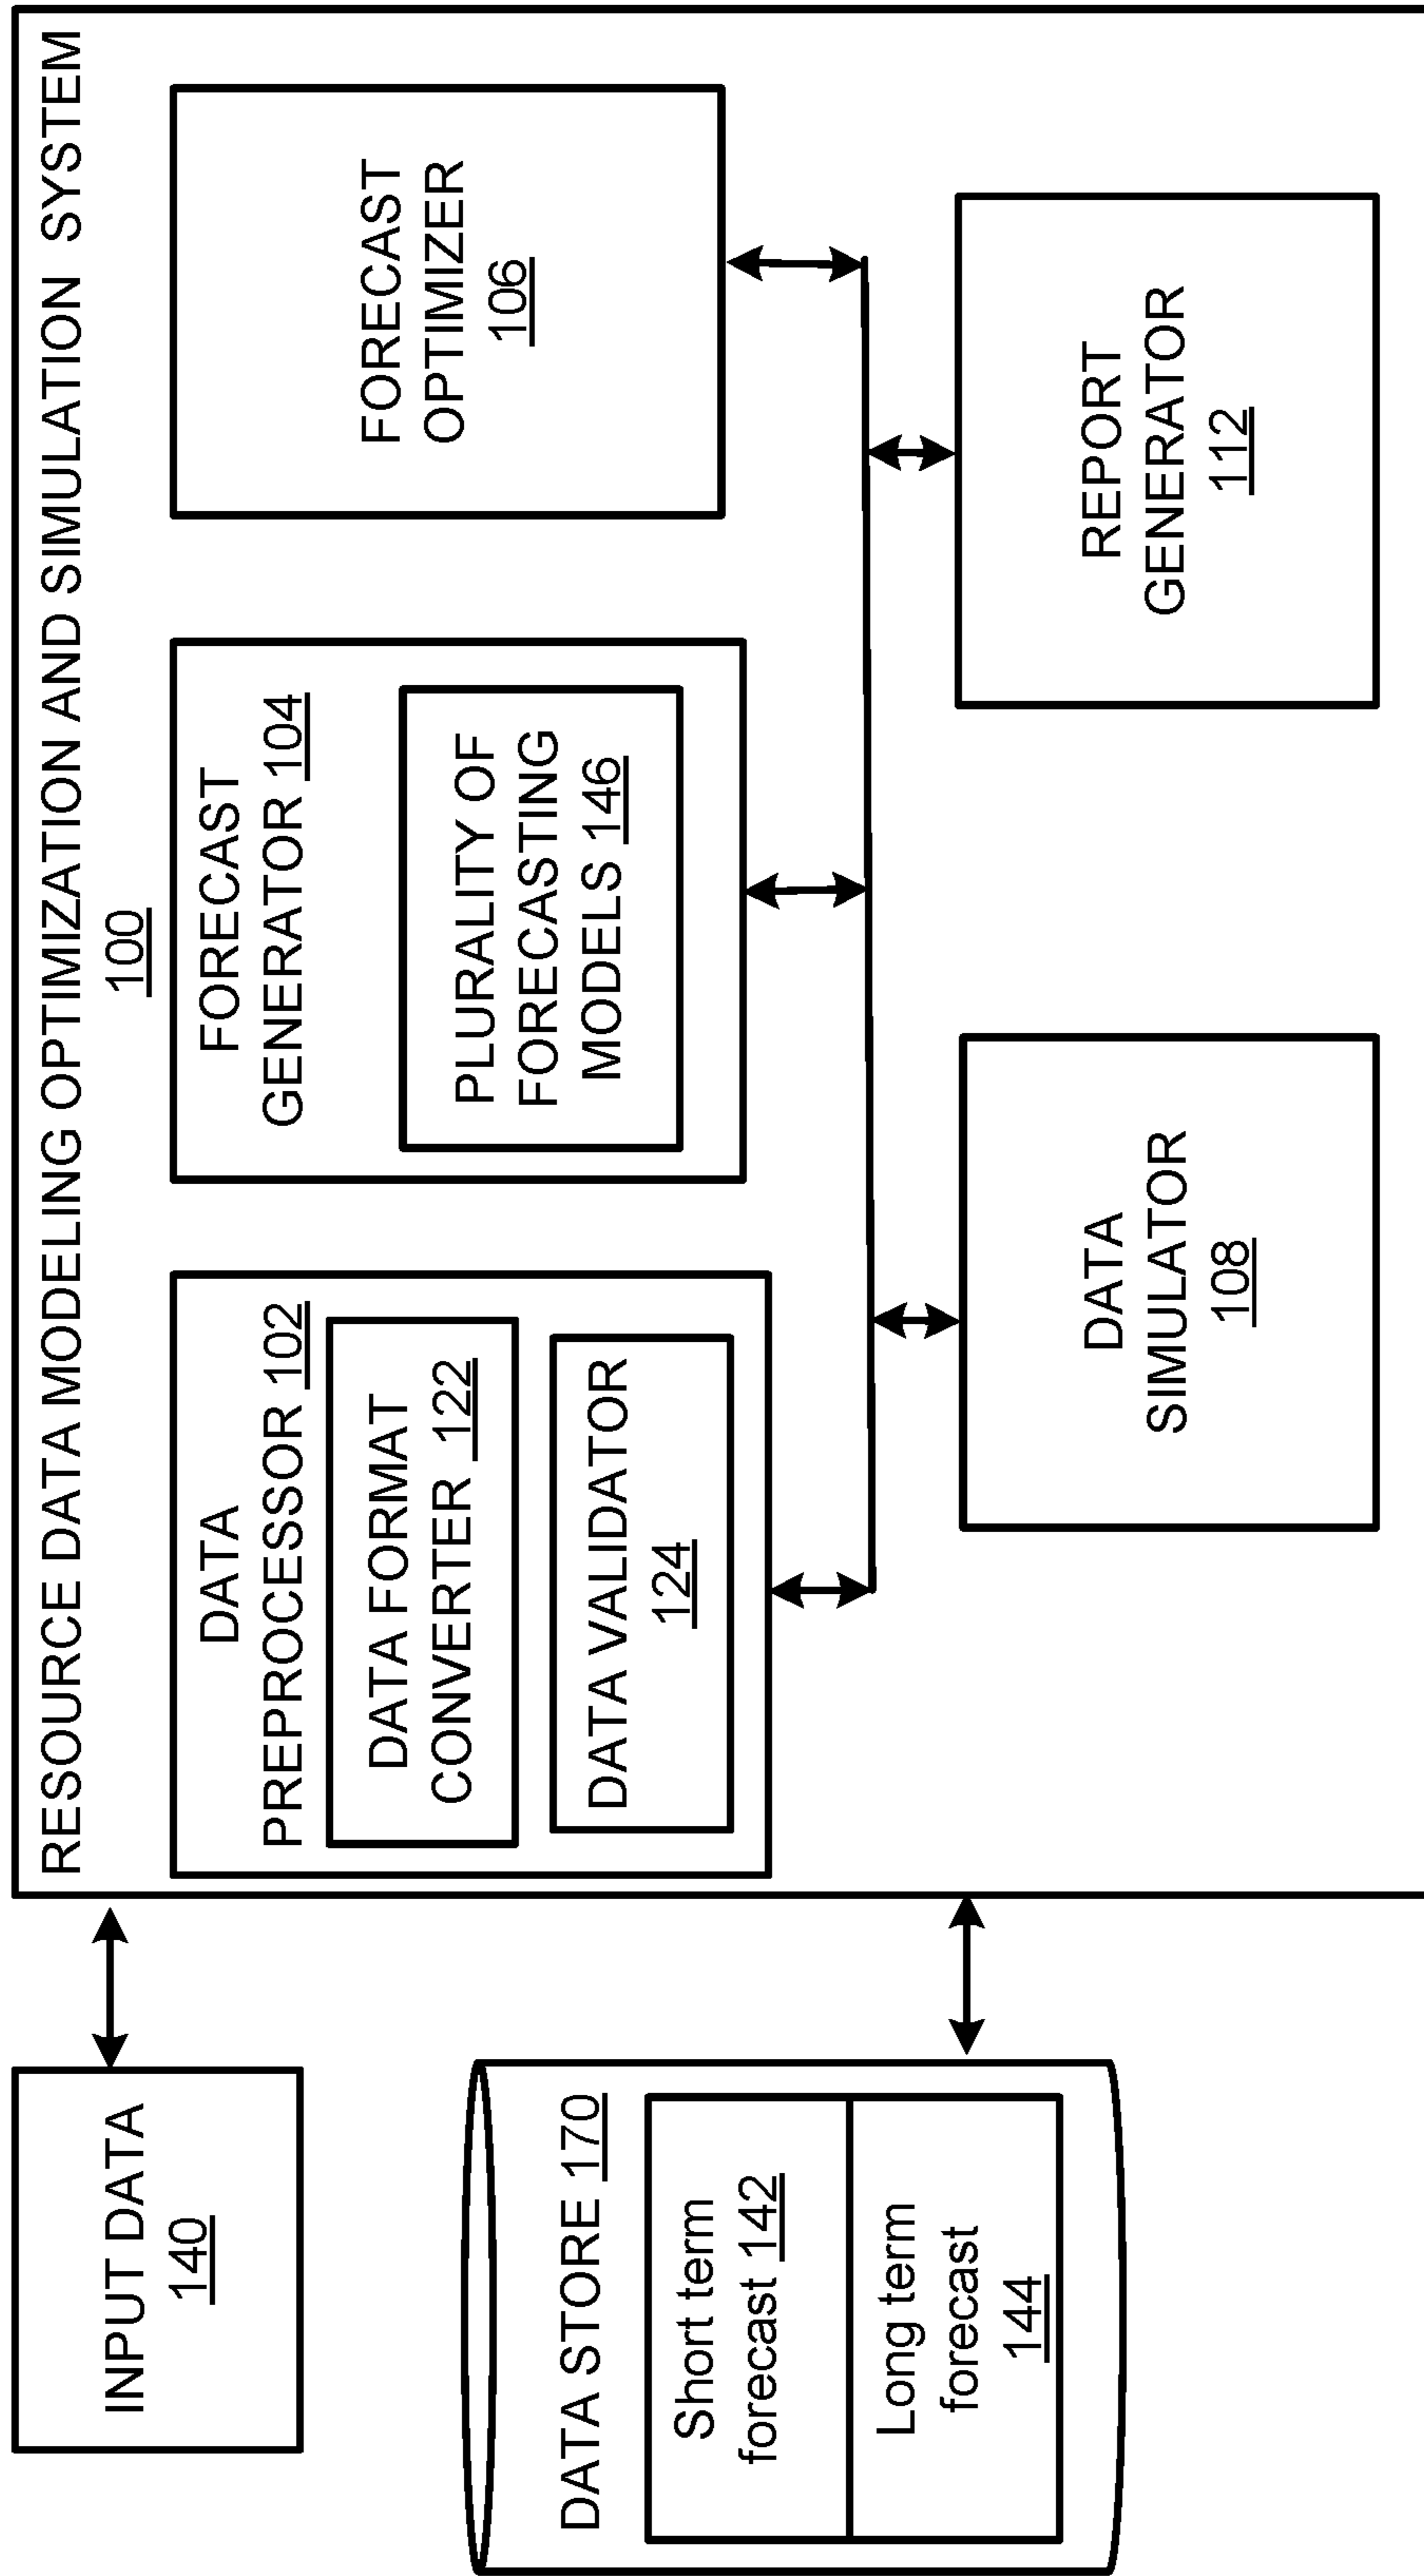 RESOURCE DATA MODELING OPTIMIZATION AND SIMULATION SYSTEM
100
INPUT DATA
140
DATA STORE 170
Short term
forecast 142
Long term
forecast
144
DATA
PREPROCESSOR 102
DATA FORMAT
CONVERTER 122
DATA VALIDATOR
124
FORECAST
GENERATOR 104
PLURALITY OF
FORECASTING
MODELS 146
FORECAST
OPTIMIZER
106
DATA
SIMULATOR
108
REPORT
GENERATOR
112